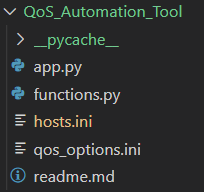 QoS_Automation_Tool
__pycache__
app.py
functions.py
hosts.ini
qos_options.ini
readme.md